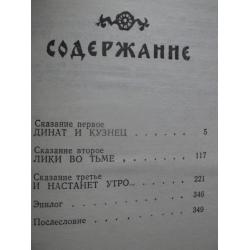 СОДЕРЖАНИЕ
Сказание первое
ДИНАТ И КУЗНЕЦ . . . . . . . 5
Сказание второе
ЛИКИ ВО ТЬМЕ . . . . . . . 117
Сказание третье
И НАСТАНЕТ УТРО... . . . . . 221
Эпилог . . . . . . . . . . 346
Послесловие . . . . . . . . 349